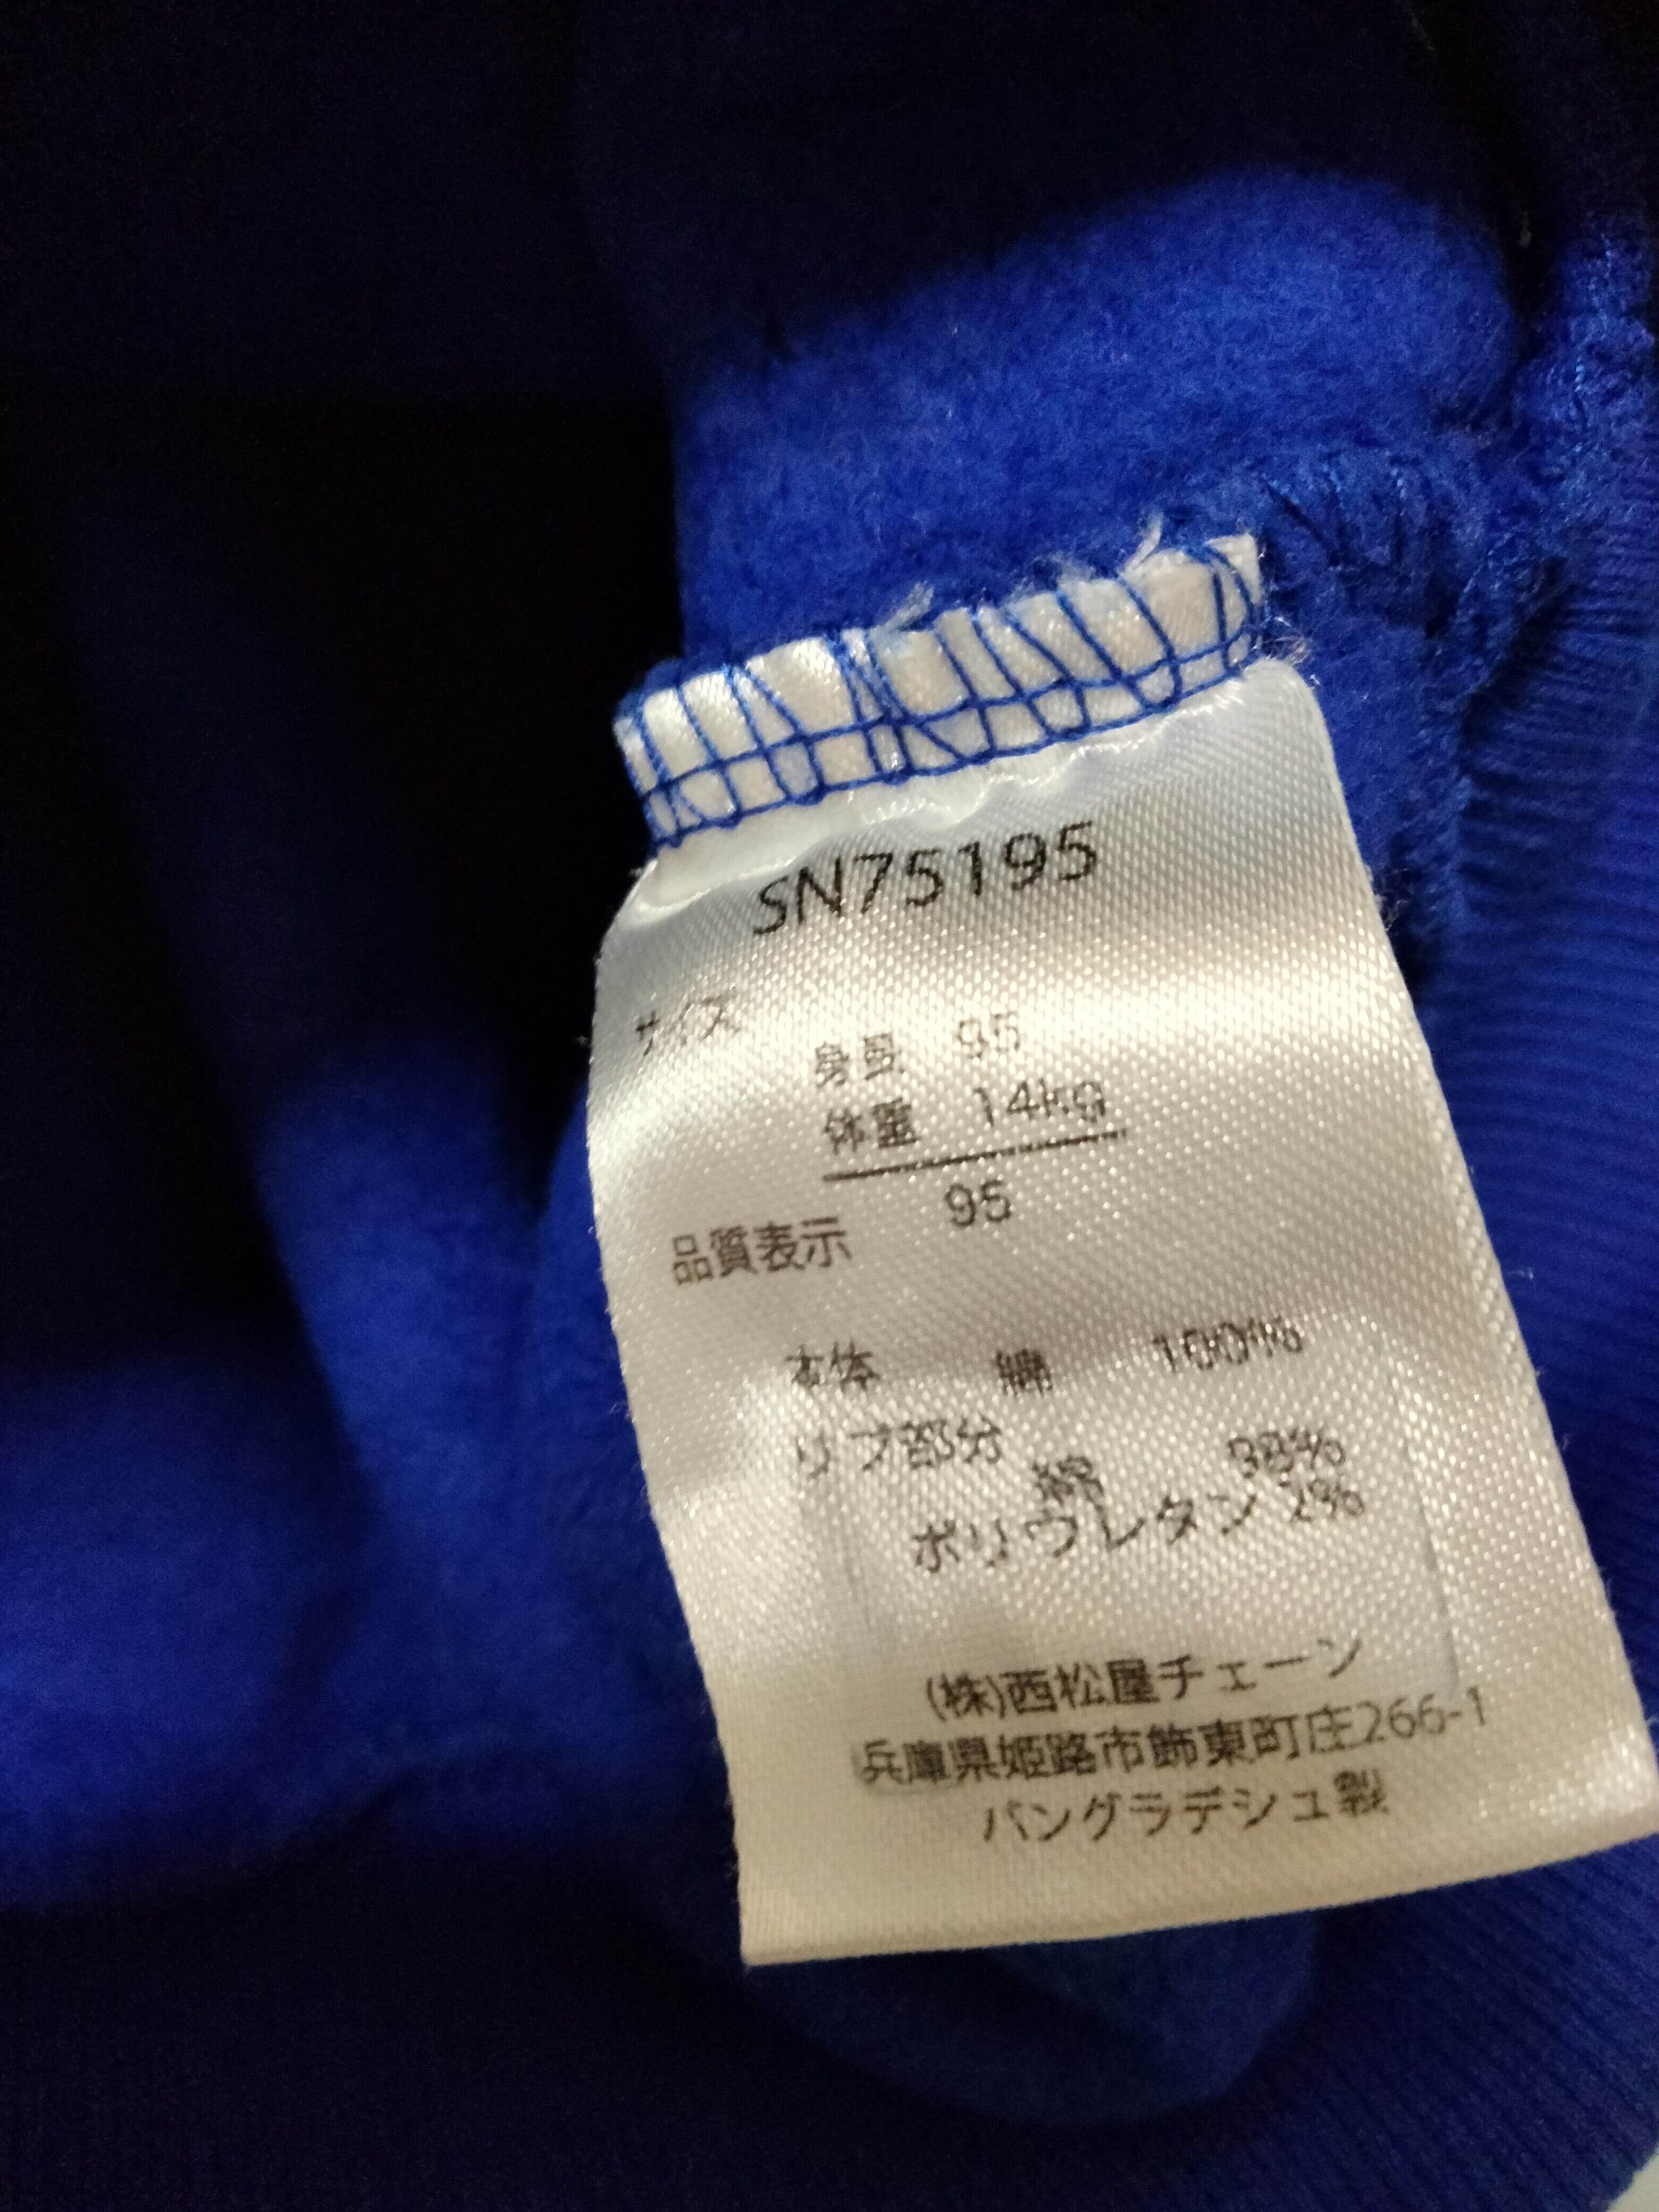 SN75195
サイズ
身長 95
体重 14kg
95
品質表示
本体 綿 100%
リブ部分
綿 98%
ポリウレタン 2%
(株)西松屋チェーン
兵庫県姫路市飾東町庄266-1
バングラデシュ製